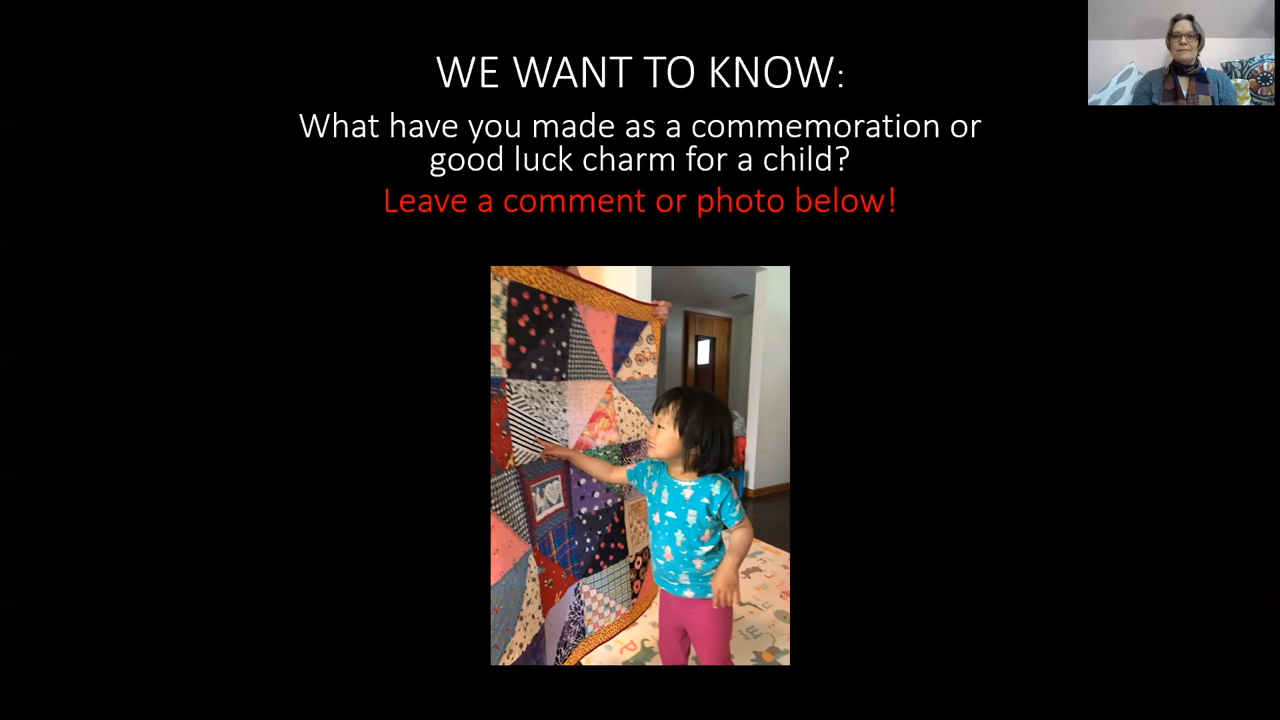 WE WANT TO KNOW:
What have you made as a commemoration or
good luck charm for a child?
Leave a comment or photo below!